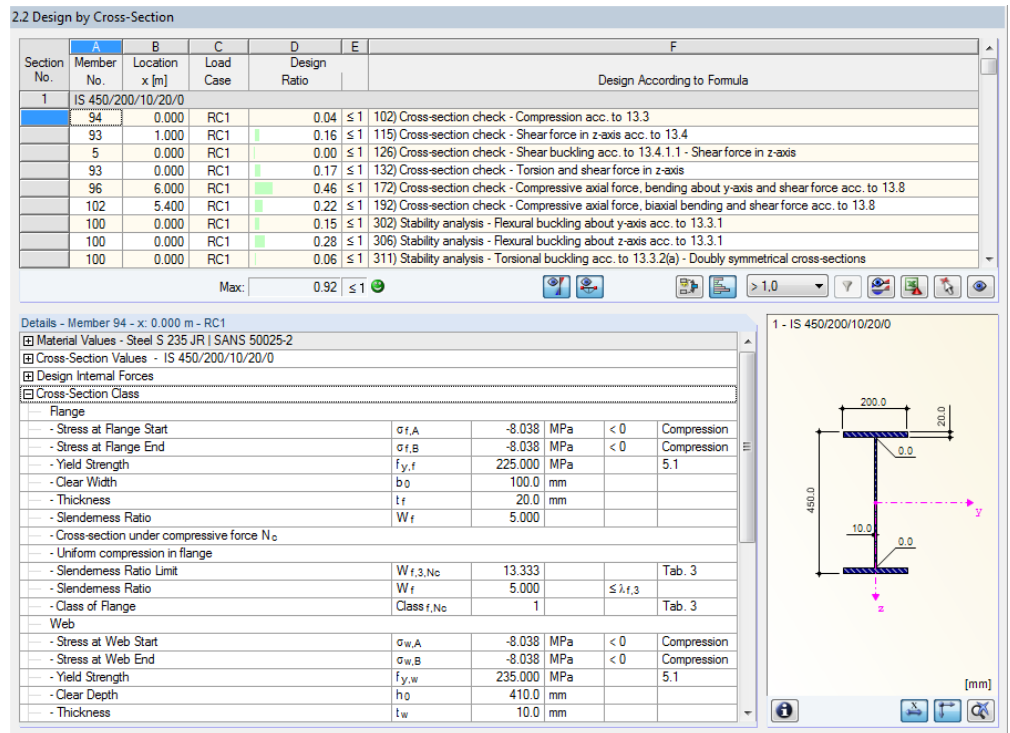 2.2 Design by Cross-Section
A B C D E F
Section Member Location Load Design
No. No. x [m] Case Ratio Design According to Formula
1 IS 450/200/10/20/0
94 0.000 RC1 0.04 ≤ 1 102) Cross-section check - Compression acc. to 13.3
93 1.000 RC1 0.16 ≤ 1 115) Cross-section check - Shear force in z-axis acc. to 13.4
5 0.000 RC1 0.00 ≤ 1 126) Cross-section check - Shear buckling acc. to 13.4.1.1 - Shear force in z-axis
93 0.000 RC1 0.17 ≤ 1 132) Cross-section check - Torsion and shear force in z-axis
96 6.000 RC1 0.46 ≤ 1 172) Cross-section check - Compressive axial force, bending about y-axis and shear force acc. to 13.8
102 5.400 RC1 0.22 ≤ 1 192) Cross-section check - Compressive axial force, biaxial bending and shear force acc. to 13.8
100 0.000 RC1 0.15 ≤ 1 302) Stability analysis - Flexural buckling about y-axis acc. to 13.3.1
100 0.000 RC1 0.28 ≤ 1 306) Stability analysis - Flexural buckling about z-axis acc. to 13.3.1
100 0.000 RC1 0.06 ≤ 1 311) Stability analysis - Torsional buckling acc. to 13.3.2(a) - Doubly symmetrical cross-sections
Max: 0.92 ≤ 1 > 1,0
Details - Member 94 - x: 0.000 m - RC1
Material Values - Steel S 235 JR | SANS 50025-2
Cross-Section Values - IS 450/200/10/20/0
Design Internal Forces
Cross-Section Class
Flange
- Stress at Flange Start σf,A -8.038 MPa < 0 Compression
- Stress at Flange End σf,B -8.038 MPa < 0 Compression
- Yield Strength fy,f 225.000 MPa 5.1
- Clear Width b0 100.0 mm
- Thickness tf 20.0 mm
- Slenderness Ratio Wf 5.000
- Cross-section under compressive force Nc
- Uniform compression in flange
- Slenderness Ratio Limit Wf,3,Nc 13.333 Tab. 3
- Slenderness Ratio Wf 5.000 ≤ λf,3
- Class of Flange Classf,Nc 1 Tab. 3
Web
- Stress at Web Start σw,A -8.038 MPa < 0 Compression
- Stress at Web End σw,B -8.038 MPa < 0 Compression
- Yield Strength fy,w 235.000 MPa 5.1
- Clear Depth h0 410.0 mm
- Thickness tw 10.0 mm
1 - IS 450/200/10/20/0
200.0
20.0
0.0
450.0
y
10.0
0.0
z
[mm]